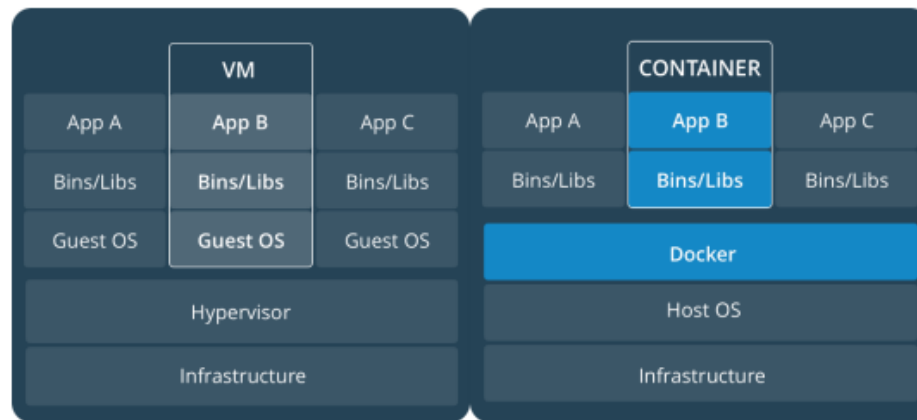 VM
App A App B App C
Bins/Libs Bins/Libs Bins/Libs
Guest OS Guest OS Guest OS
Hypervisor
Infrastructure
CONTAINER
App A App B App C
Bins/Libs Bins/Libs Bins/Libs
Docker
Host OS
Infrastructure